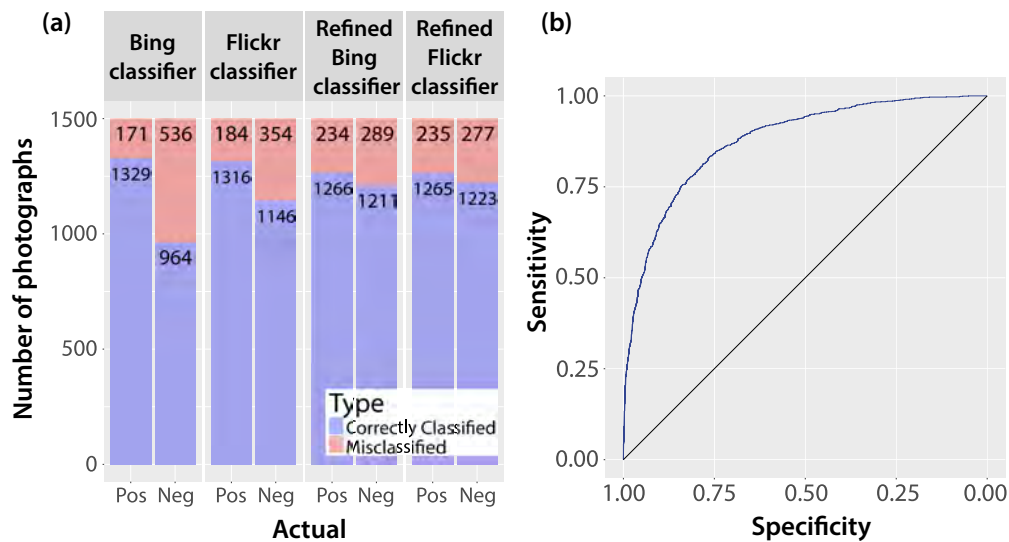 (a)
Bing
classifier
Flickr
classifier
Refined
Bing
classifier
Refined
Flickr
classifier
Number of photographs
1500
1000
500
0
171
536
184
354
234
289
235
277
1329
964
1316
1146
1266
1211
1265
1223
Type
Correctly Classified
Misclassified
Pos
Neg
Pos
Neg
Pos
Neg
Pos
Neg
Actual
(b)
Sensitivity
1.00
0.75
0.50
0.25
0.00
1.00
0.75
0.50
0.25
0.00
Specificity